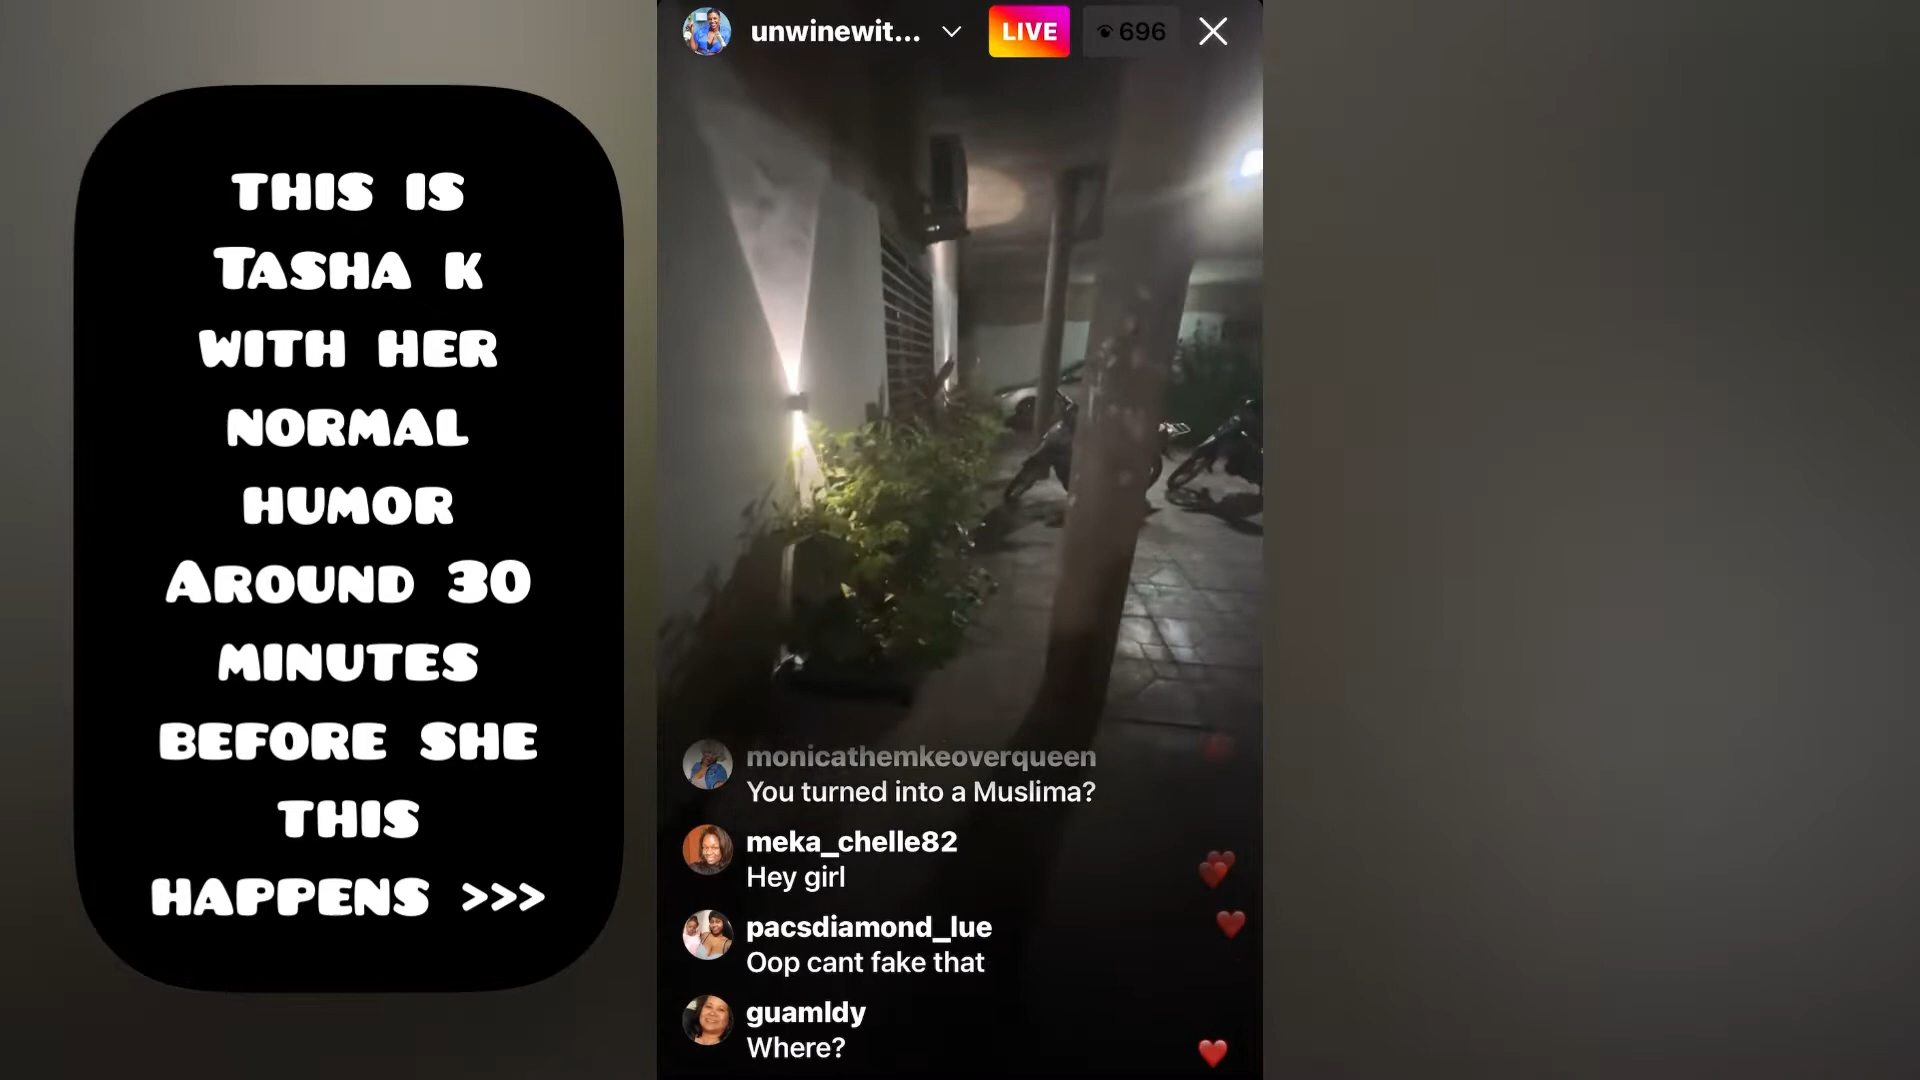 THIS IS
TASHA K
WITH HER
NORMAL
HUMOR
AROUND 30
MINUTES
BEFORE SHE
THIS
HAPPENS >>>
unwinewit...
LIVE
696
monicathemkeoverqueen
You turned into a Muslima?
meka_chelle82
Hey girl
pacsdiamond_lue
Oop cant fake that
guamldy
Where?